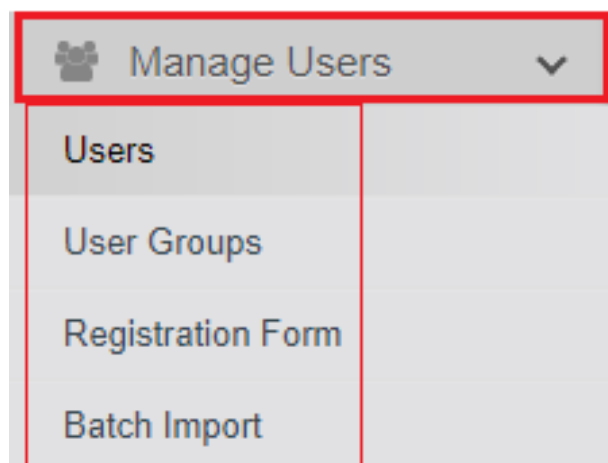 Manage Users
Users
User Groups
Registration Form
Batch Import